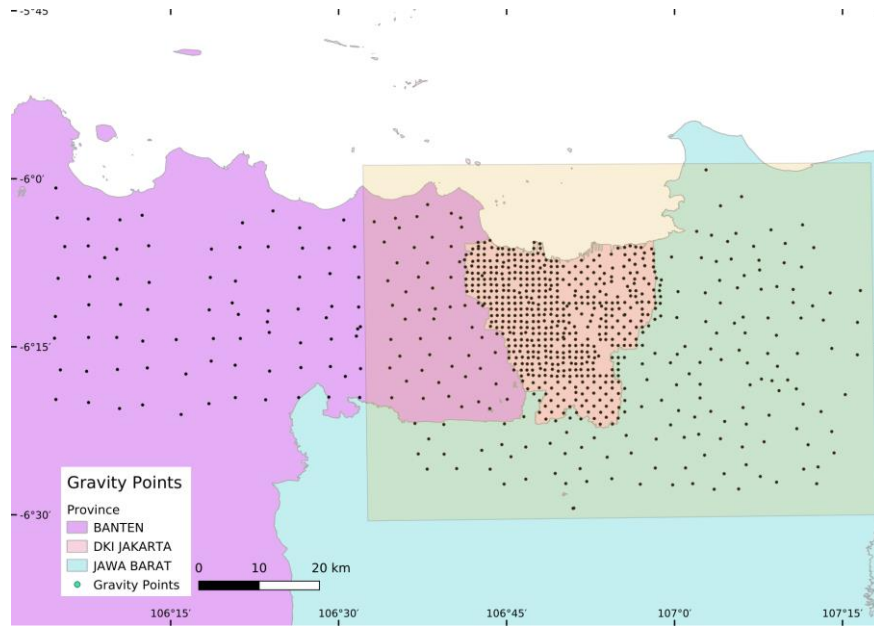 -5°45′
-6°0′
-6°15′
-6°30′
Gravity Points
Province
BANTEN
DKI JAKARTA
JAWA BARAT
Gravity Points
0 10 20 km
106°15′ 106°30′ 106°45′ 107°0′ 107°15′